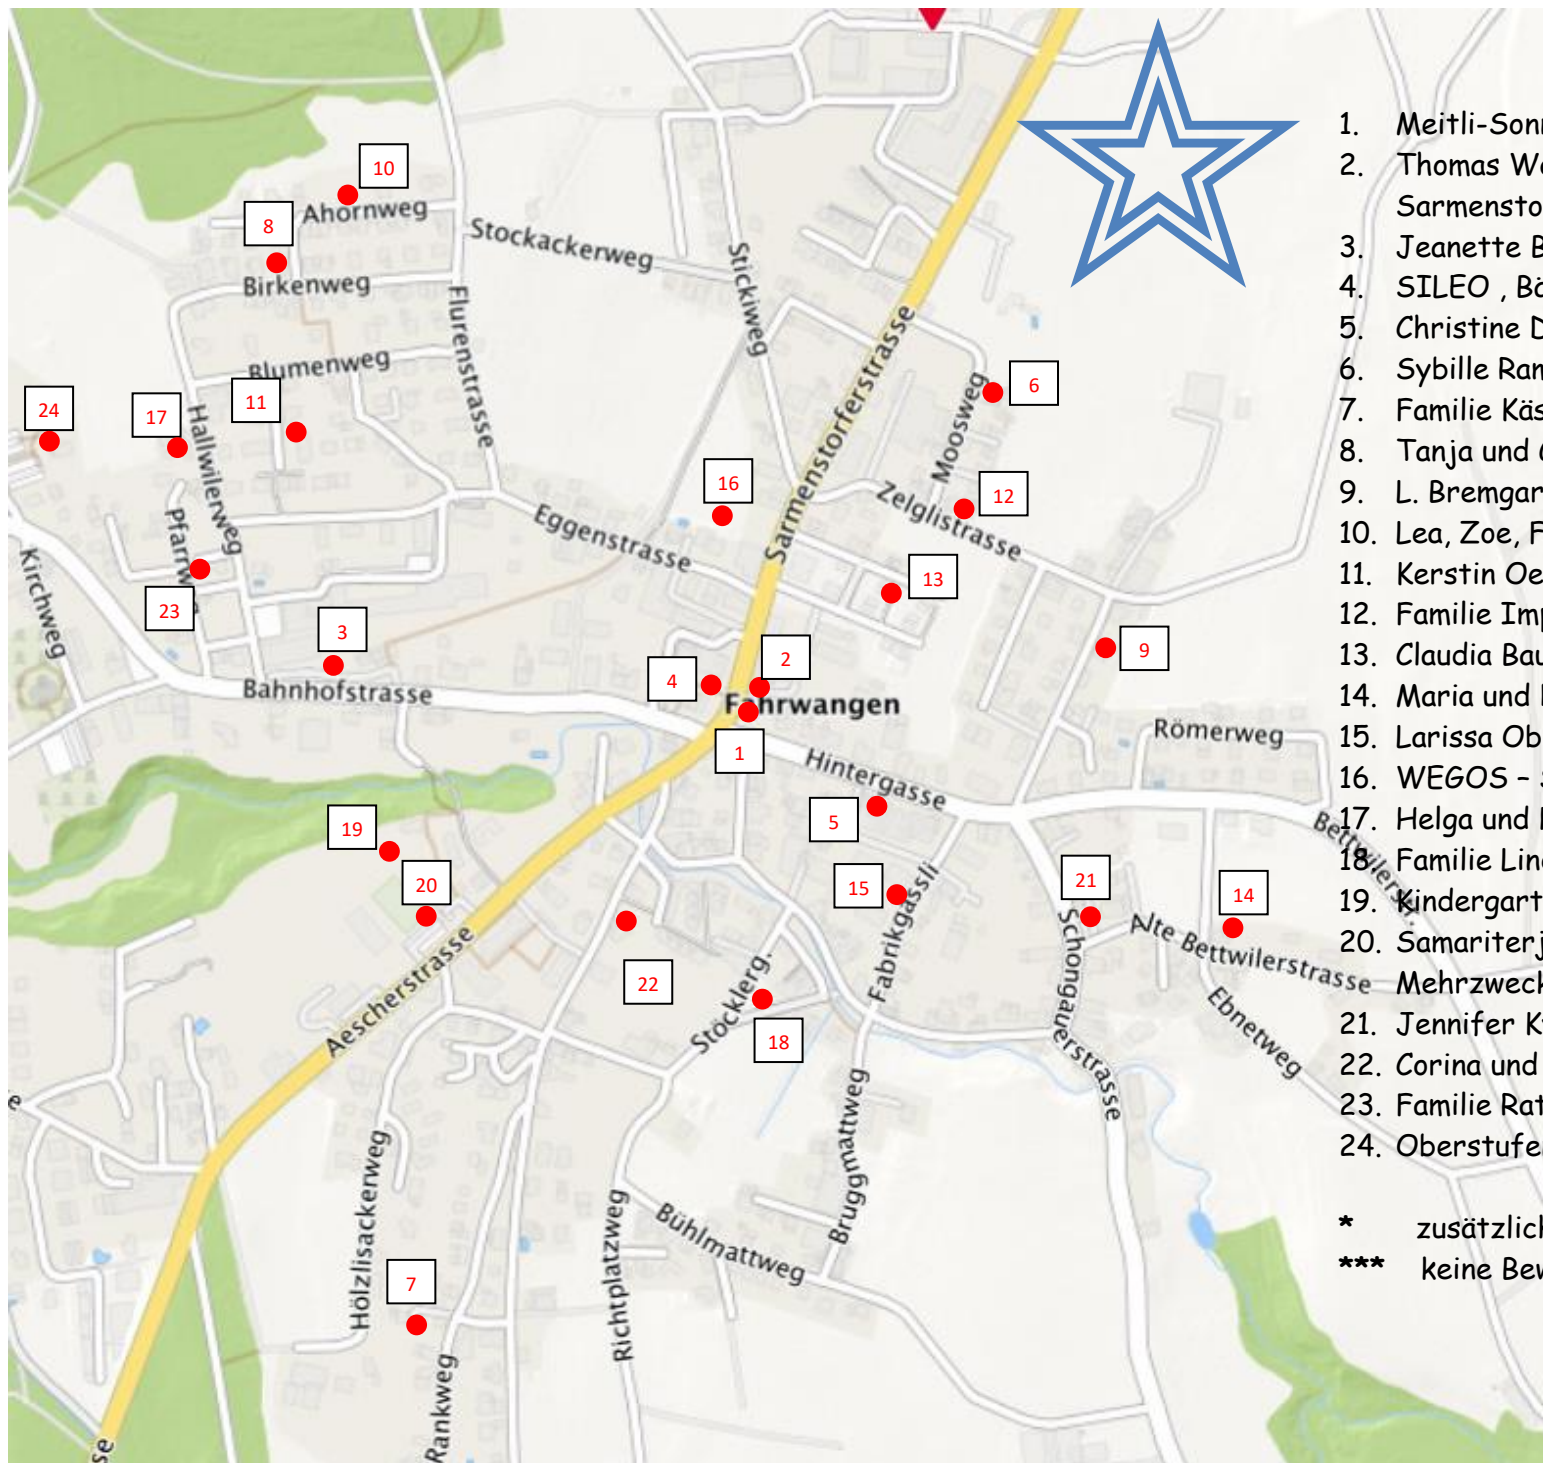 10
Ahornweg
8
Stockackerweg
Birkenweg
Stickiweg
Flurenstrasse
Blumenweg
6
11
24
17
Moosweg
Hallwilerweg
Sarmenstorferstrasse
16
12
Zelglistrasse
Pfarrweg
Eggenstrasse
13
Kirchweg
23
3
9
2
4
Bahnhofstrasse
Fahrwangen
Römerweg
1
Hintergasse
5
19
Bettwilerstr.
20
15
21
14
Fabrikgässli
Alte Bettwilerstrasse
Schongauerstrasse
22
Aescherstrasse
Stöcklerg.
18
Ebnetweg
Bruggmattweg
Hölzlisackerweg
Richtplatzweg
Bühlmattweg
7
Rankweg
se
e
1. Meitli-Sonn
2. Thomas We
Sarmensto
3. Jeanette B
4. SILEO , Bä
5. Christine D
6. Sybille Ram
7. Familie Käs
8. Tanja und
9. L. Bremgar
10. Lea, Zoe, F
11. Kerstin Oe
12. Familie Imp
13. Claudia Bau
14. Maria und
15. Larissa Ob
16. WEGOS –
17. Helga und
18. Familie Lind
19. Kindergart
20. Samariterj
Mehrzweck
21. Jennifer K
22. Corina und
23. Familie Rat
24. Oberstufe
* zusätzlich
*** keine Bew